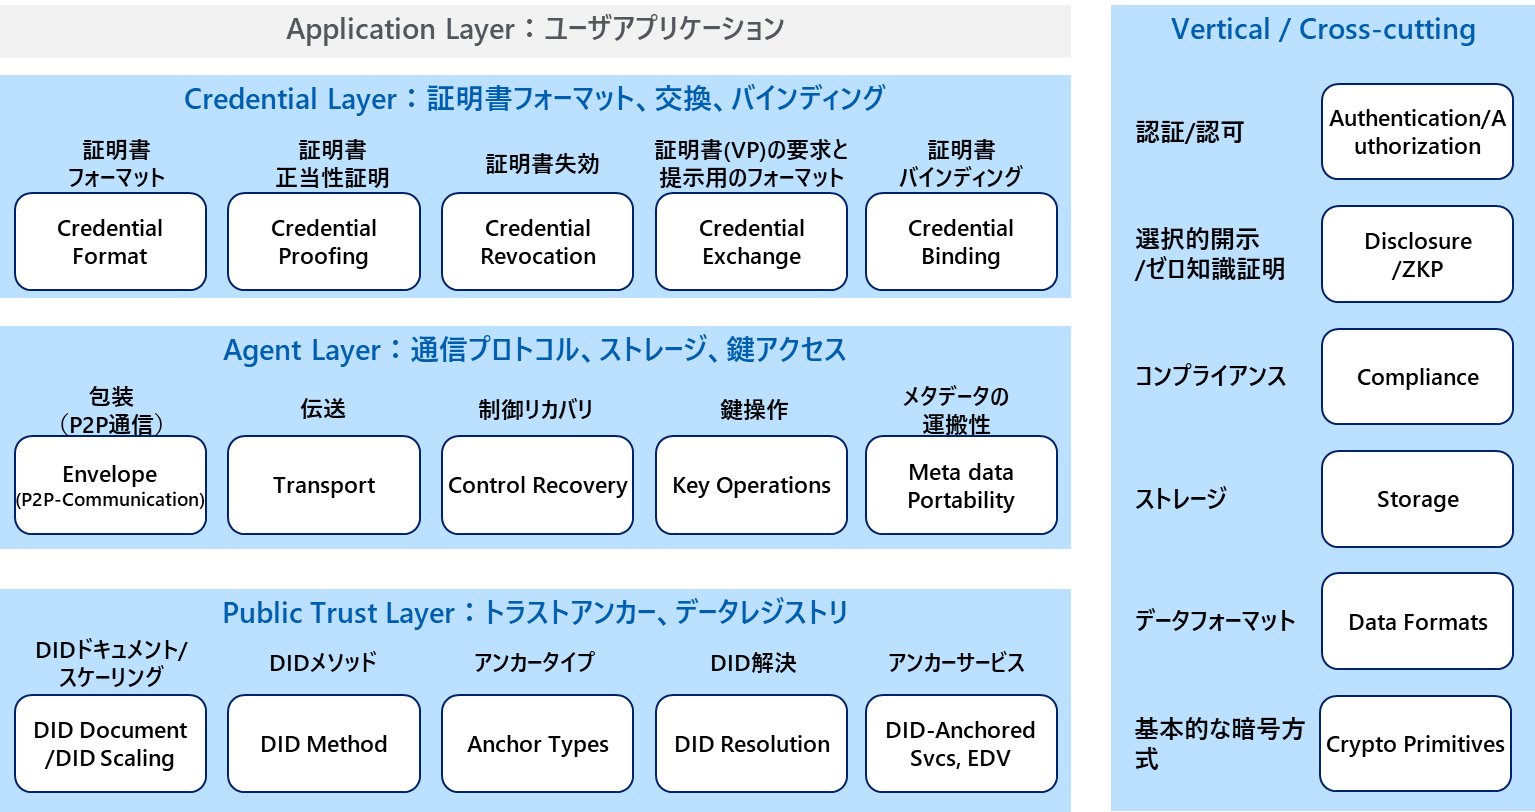 Application Layer：ユーザアプリケーション
Credential Layer：証明書フォーマット、交換、バインディング
証明書
フォーマット
Credential
Format
証明書
正当性証明
Credential
Proofing
証明書失効
Credential
Revocation
証明書(VP)の要求と
提示用のフォーマット
Credential
Exchange
証明書
バインディング
Credential
Binding
Agent Layer：通信プロトコル、ストレージ、鍵アクセス
包装
（P2P通信）
Envelope
(P2P-Communication)
伝送
Transport
制御リカバリ
Control Recovery
鍵操作
Key Operations
メタデータの
運搬性
Meta data
Portability
Public Trust Layer：トラストアンカー、データレジストリ
DIDドキュメント/
スケーリング
DID Document
/DID Scaling
DIDメソッド
DID Method
アンカータイプ
Anchor Types
DID解決
DID Resolution
アンカーサービス
DID-Anchored
Svcs, EDV
Vertical / Cross-cutting
認証/認可
Authentication/A
uthorization
選択的開示
/ゼロ知識証明
Disclosure
/ZKP
コンプライアンス
Compliance
ストレージ
Storage
データフォーマット
Data Formats
基本的な暗号方
式
Crypto Primitives